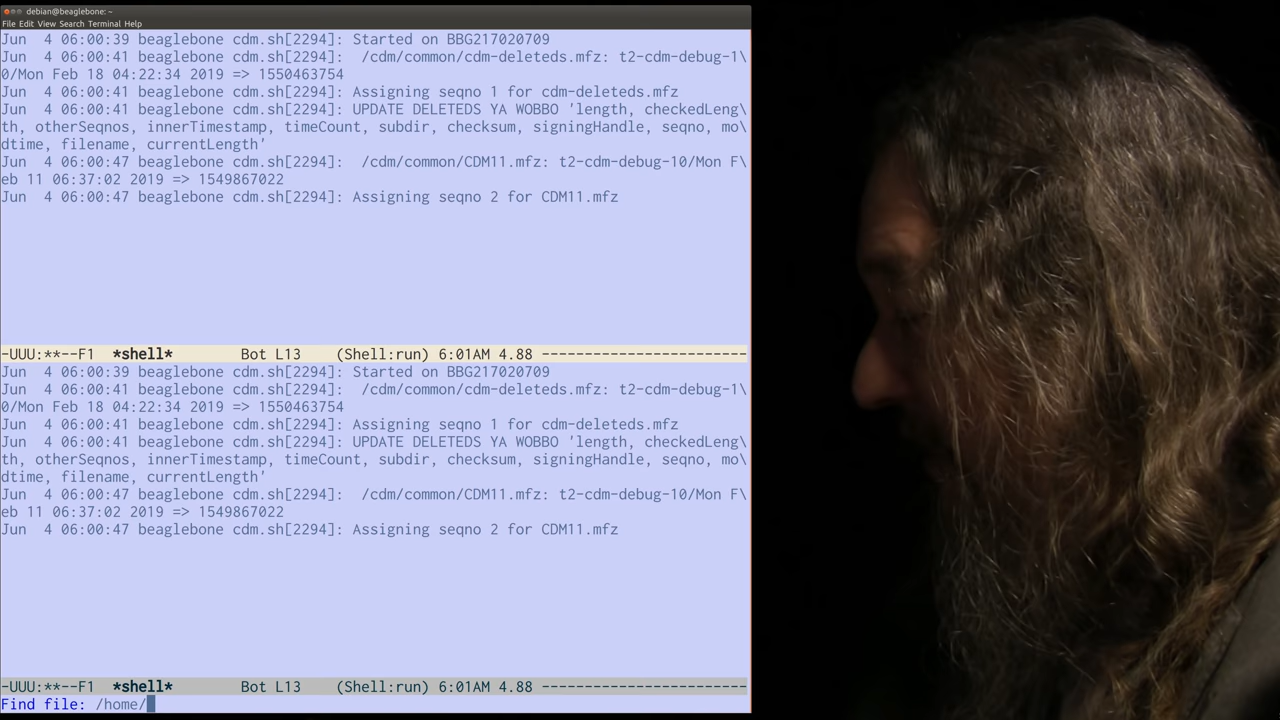 debian@beaglebone: ~
File Edit View Search Terminal Help
Jun  4 06:00:39 beaglebone cdm.sh[2294]: Started on BBG217020709
Jun  4 06:00:41 beaglebone cdm.sh[2294]:  /cdm/common/cdm-deleteds.mfz: t2-cdm-debug-1\
0/Mon Feb 18 04:22:34 2019 => 1550463754
Jun  4 06:00:41 beaglebone cdm.sh[2294]: Assigning seqno 1 for cdm-deleteds.mfz
Jun  4 06:00:41 beaglebone cdm.sh[2294]: UPDATE DELETEDS YA WOBBO 'length, checkedLeng\
th, otherSeqnos, innerTimestamp, timeCount, subdir, checksum, signingHandle, seqno, mo\
dtime, filename, currentLength'
Jun  4 06:00:47 beaglebone cdm.sh[2294]:  /cdm/common/CDM11.mfz: t2-cdm-debug-10/Mon F\
eb 11 06:37:02 2019 => 1549867022
Jun  4 06:00:47 beaglebone cdm.sh[2294]: Assigning seqno 2 for CDM11.mfz
-UUU:**--F1  *shell*        Bot L13    (Shell:run) 6:01AM 4.88 ------------------------
Jun  4 06:00:39 beaglebone cdm.sh[2294]: Started on BBG217020709
Jun  4 06:00:41 beaglebone cdm.sh[2294]:  /cdm/common/cdm-deleteds.mfz: t2-cdm-debug-1\
0/Mon Feb 18 04:22:34 2019 => 1550463754
Jun  4 06:00:41 beaglebone cdm.sh[2294]: Assigning seqno 1 for cdm-deleteds.mfz
Jun  4 06:00:41 beaglebone cdm.sh[2294]: UPDATE DELETEDS YA WOBBO 'length, checkedLeng\
th, otherSeqnos, innerTimestamp, timeCount, subdir, checksum, signingHandle, seqno, mo\
dtime, filename, currentLength'
Jun  4 06:00:47 beaglebone cdm.sh[2294]:  /cdm/common/CDM11.mfz: t2-cdm-debug-10/Mon F\
eb 11 06:37:02 2019 => 1549867022
Jun  4 06:00:47 beaglebone cdm.sh[2294]: Assigning seqno 2 for CDM11.mfz
-UUU:**--F1  *shell*        Bot L13    (Shell:run) 6:01AM 4.88 ------------------------
Find file: /home/